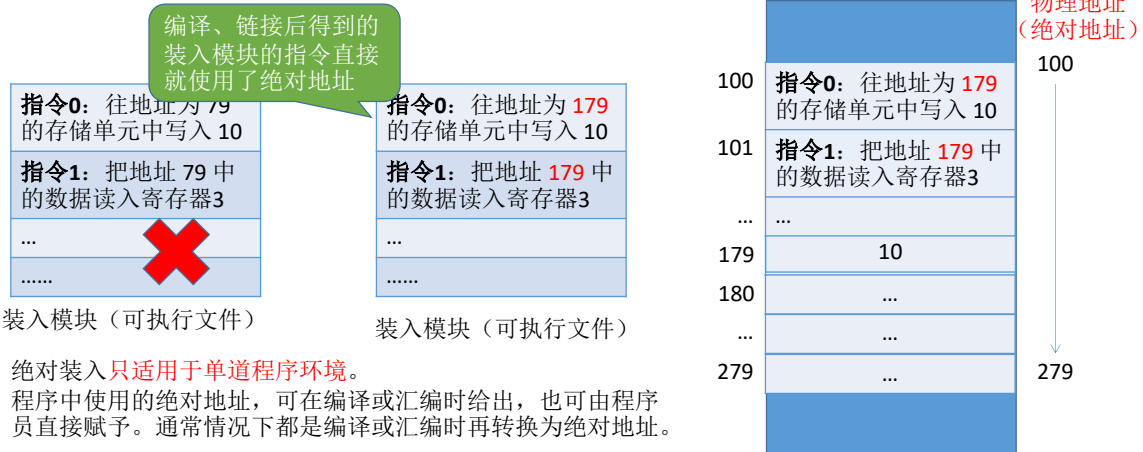 编译、链接后得到的
装入模块的指令直接
就使用了绝对地址
指令0：往地址为 79
的存储单元中写入 10
指令1：把地址 79 中
的数据读入寄存器3
...
......
装入模块（可执行文件）
指令0：往地址为 179
的存储单元中写入 10
指令1：把地址 179 中
的数据读入寄存器3
...
......
装入模块（可执行文件）
绝对装入只适用于单道程序环境。
程序中使用的绝对地址，可在编译或汇编时给出，也可由程序
员直接赋予。通常情况下都是编译或汇编时再转换为绝对地址。
物理地址
（绝对地址）
100
指令0：往地址为 179
的存储单元中写入 10
100
101
指令1：把地址 179 中
的数据读入寄存器3
... ...
179 10
180 ...
... ...
279 ... 279